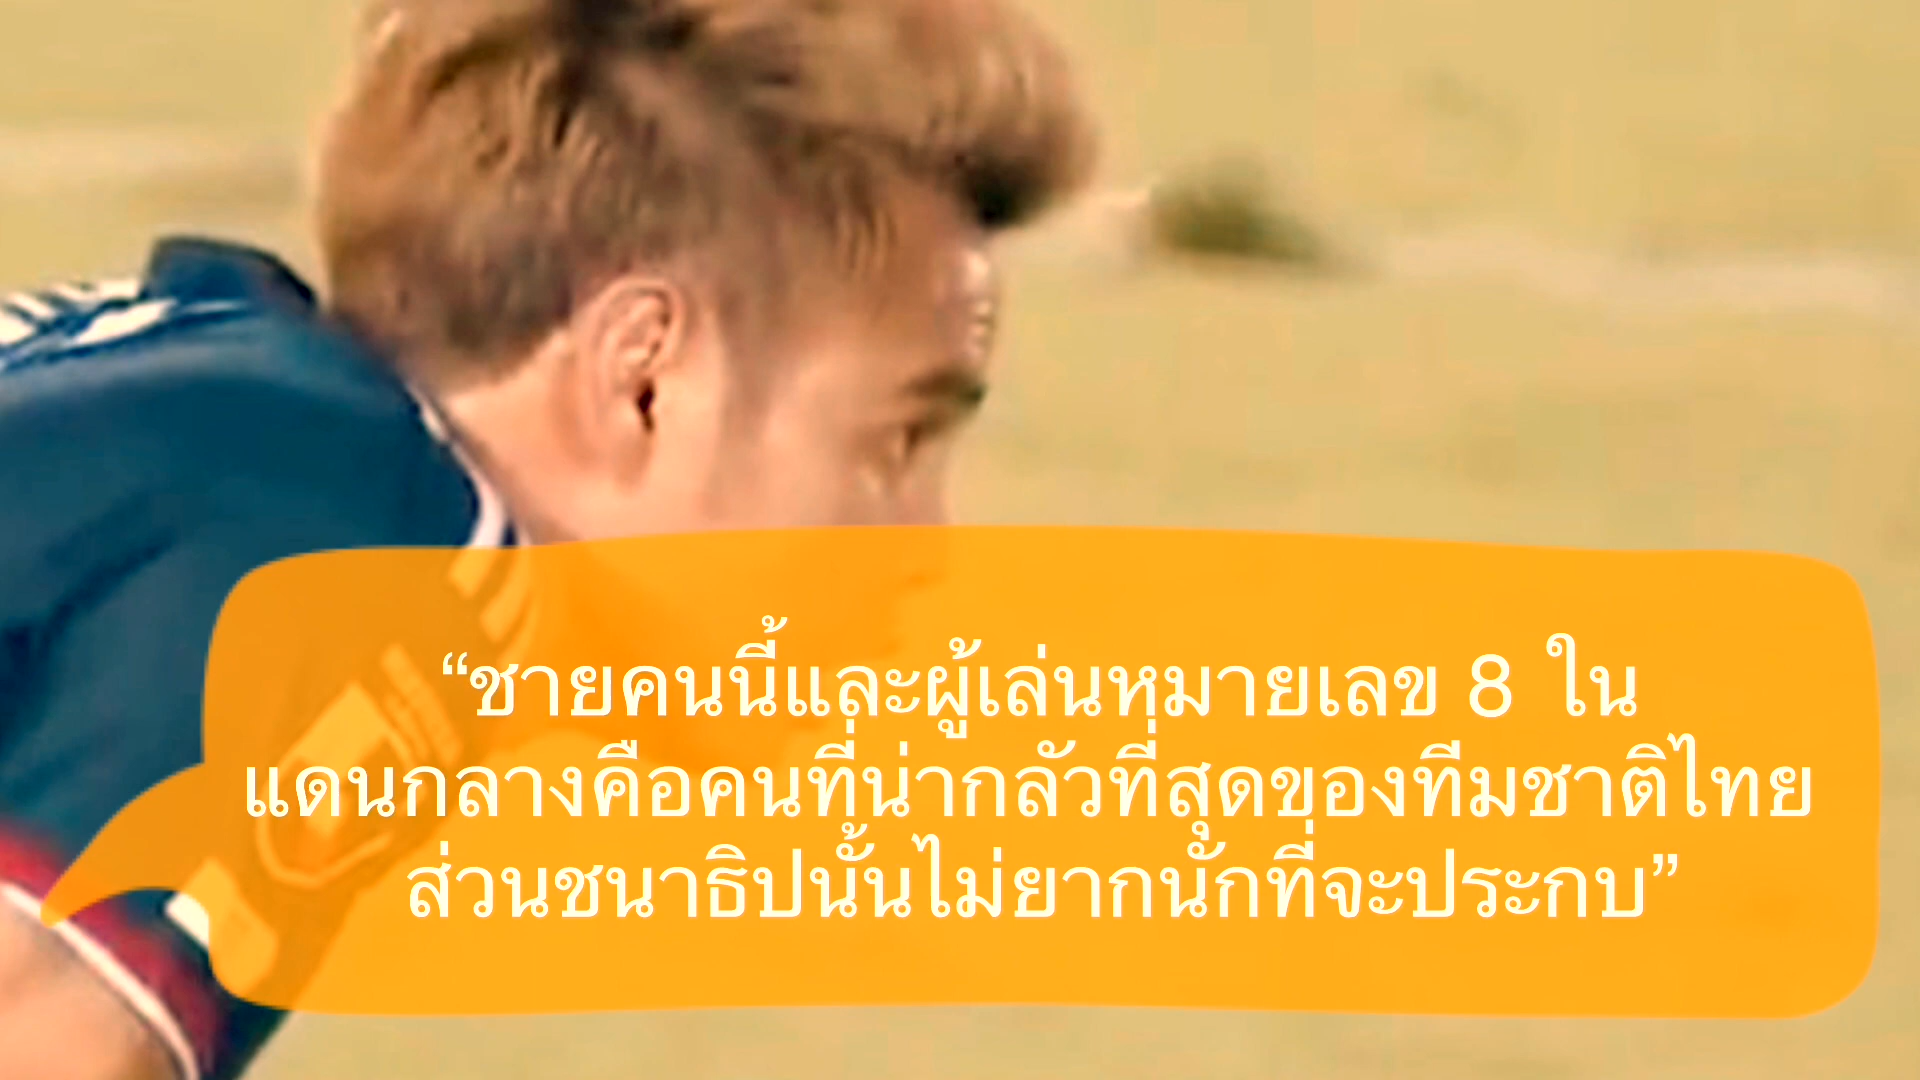 “ชายคนนี้และผู้เล่นหมายเลข 8 ใน
แดนกลางคือคนที่น่ากลัวที่สุดของทีมชาติไทย
ส่วนชนาธิปนั้นไม่ยากนักที่จะประกบ”